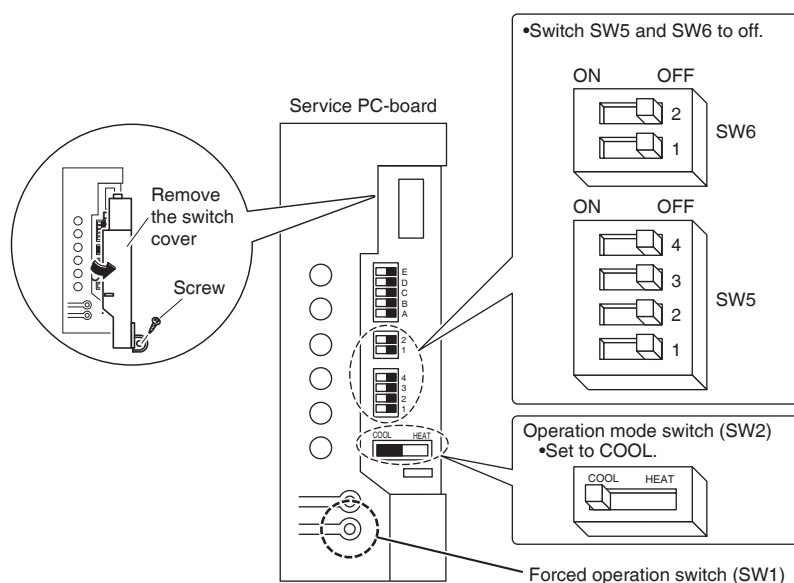 •Switch SW5 and SW6 to off.
ON OFF
2
1
SW6
ON OFF
4
3
2
1
SW5
Service PC-board
Remove
the switch
cover
Screw
E
D
C
B
A
2
1
4
3
2
1
COOL HEAT
Operation mode switch (SW2)
•Set to COOL.
COOL HEAT
Forced operation switch (SW1)